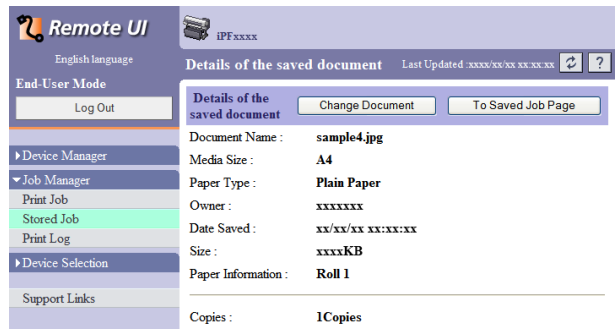 Remote UI
English language
End-User Mode
Log Out
▶Device Manager
▼Job Manager
Print Job
Stored Job
Print Log
▶Device Selection
Support Links
iPFxxxx
Details of the saved document Last Updated :xxxx/xx/xx xx:xx:xx ?
Details of the
saved document Change Document To Saved Job Page
Document Name : sample4.jpg
Media Size : A4
Paper Type : Plain Paper
Owner : xxxxxxx
Date Saved : xx/xx/xx xx:xx:xx
Size : xxxxKB
Paper Information : Roll 1
Copies : 1Copies